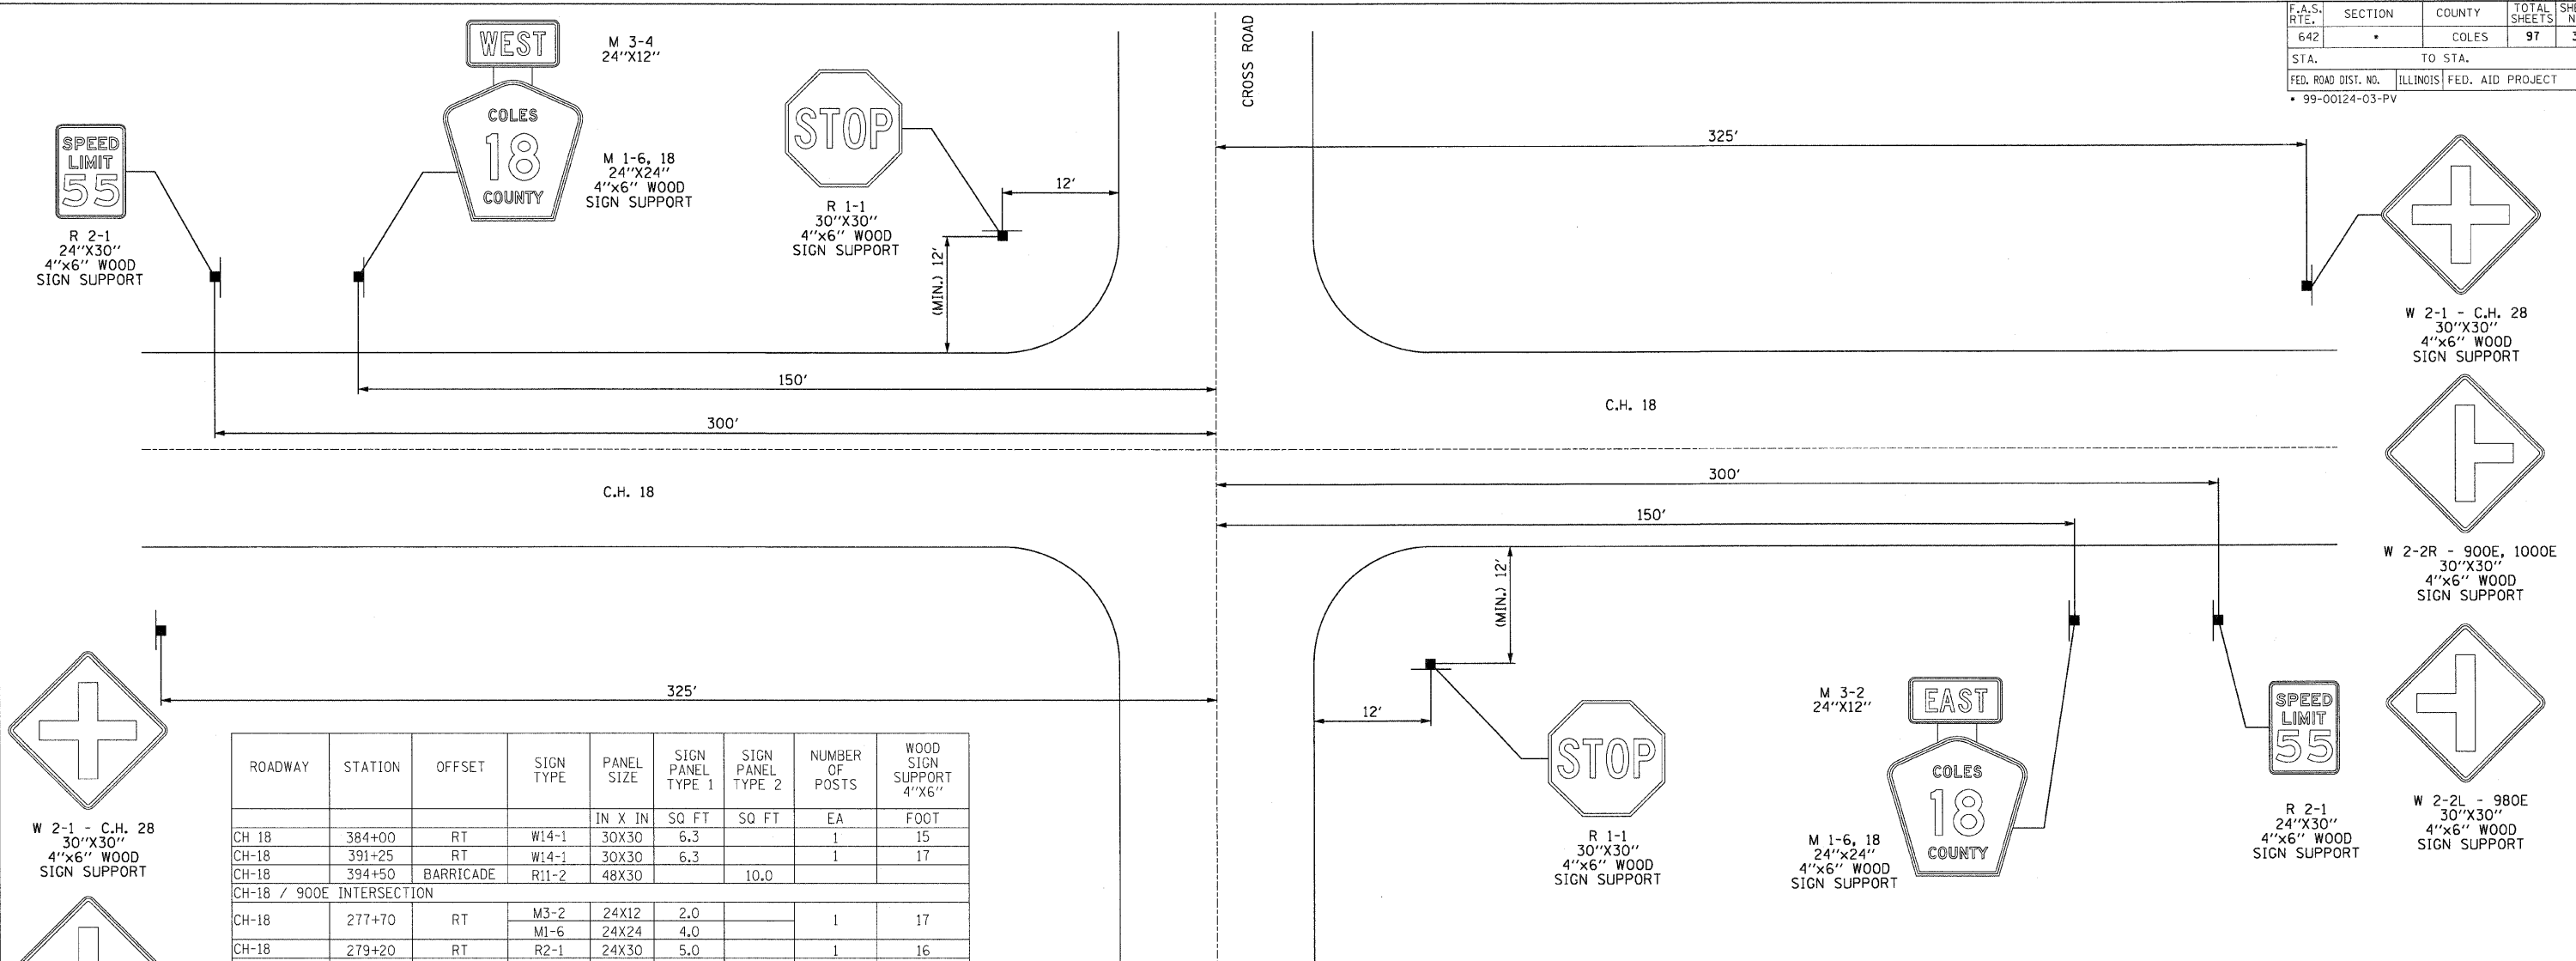 F.A.S. RTE. SECTION COUNTY TOTAL SHEETS
642 * COLES 97
STA. TO STA.
FED. ROAD DIST. NO. ILLINOIS FED. AID PROJECT
* 99-00124-03-PV
WEST
M 3-4
24"X12"
COLES
18
COUNTY
M 1-6, 18
24"X24"
4"x6" WOOD
SIGN SUPPORT
SPEED
LIMIT
55
R 2-1
24"X30"
4"x6" WOOD
SIGN SUPPORT
STOP
R 1-1
30"X30"
4"x6" WOOD
SIGN SUPPORT
12'
(MIN.) 12'
CROSS ROAD
325'
W 2-1 - C.H. 28
30"X30"
4"x6" WOOD
SIGN SUPPORT
150'
300'
C.H. 18
C.H. 18
300'
150'
W 2-2R - 900E, 1000E
30"X30"
4"x6" WOOD
SIGN SUPPORT
(MIN.) 12'
12'
325'
STOP
R 1-1
30"X30"
4"x6" WOOD
SIGN SUPPORT
M 3-2
24"X12"
EAST
COLES
18
COUNTY
M 1-6, 18
24"x24"
4"x6" WOOD
SIGN SUPPORT
SPEED
LIMIT
55
R 2-1
24"X30"
4"x6" WOOD
SIGN SUPPORT
W 2-2L - 980E
30"X30"
4"x6" WOOD
SIGN SUPPORT
W 2-1 - C.H. 28
30"X30"
4"x6" WOOD
SIGN SUPPORT
ROADWAY STATION OFFSET SIGN TYPE PANEL SIZE SIGN PANEL TYPE 1 SIGN PANEL TYPE 2 NUMBER OF POSTS WOOD SIGN SUPPORT 4"X6"
IN X IN SQ FT SQ FT EA FOOT
CH 18 384+00 RT W14-1 30X30 6.3 1 15
CH-18 391+25 RT W14-1 30X30 6.3 1 17
CH-18 394+50 BARRICADE R11-2 48X30 10.0
CH-18 / 900E INTERSECTION
CH-18 277+70 RT M3-2 24X12 2.0 1 17
M1-6 24X24 4.0
CH-18 279+20 RT R2-1 24X30 5.0 1 16